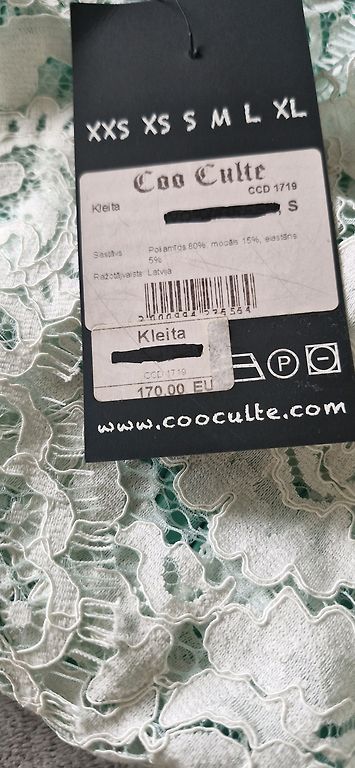 XXS XS S M L XL
Coo Culte
CCD 1719
Kleita , S
Sastāvs Poliamīds 80%, modāls 15%, elastāns
5%
Ražotājvalsts Latvija
Kleita
CCD 1719
170.00 EU
P
www.cooculte.com